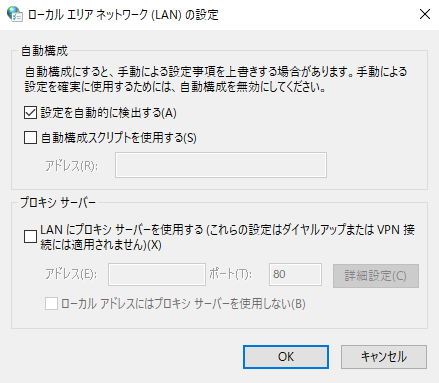 ローカル エリア ネットワーク (LAN) の設定
自動構成
自動構成にすると、手動による設定事項を上書きする場合があります。手動による
設定を確実に使用するためには、自動構成を無効にしてください。
設定を自動的に検出する(A)
自動構成スクリプトを使用する(S)
アドレス(R):
プロキシ サーバー
LAN にプロキシ サーバーを使用する (これらの設定はダイヤルアップまたは VPN 接
続には適用されません)(X)
アドレス(E): ポート(T): 80 詳細設定(C)
ローカル アドレスにはプロキシ サーバーを使用しない(B)
OK キャンセル